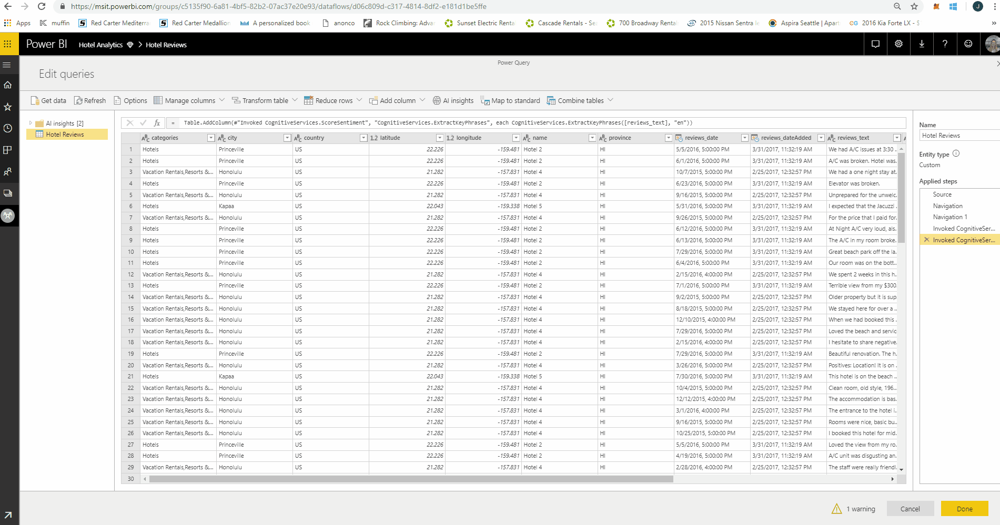 https://msit.powerbi.com/groups/c5135f90-6a81-4bf5-82b2-07ac37e20e93/dataflows/d06c809d-c317-4814-8df2-e181d1be5ffe J
Apps muffin Red Carter Mediterra Red Carter Medallion A personalized book anonco Rock Climbing: Adva Sunset Electric Renta Cascade Rentals - Se 700 Broadway Rental 2015 Nissan Sentra le Aspira Seattle | Apart 2016 Kia Forte LX - $ »
Power BI Hotel Analytics > Hotel Reviews ?
Power Query
Edit queries
Get data Refresh Options Manage columns Transform table Reduce rows Add column AI insights Map to standard Combine tables
AI insights [2]
Hotel Reviews
fx = Table.AddColumn(#"Invoked CognitiveServices.ScoreSentiment", "CognitiveServices.ExtractKeyPhrases", each CognitiveServices.ExtractKeyPhrases([reviews_text], "en"))
ABC categories ABC city ABC country 1.2 latitude 1.2 longitude ABC name ABC province reviews_date reviews_dateAdded ABC reviews_text
1 Hotels Princeville US 22.226 -159.481 Hotel 2 HI 5/5/2016, 5:00:00 PM 3/31/2017, 11:32:19 AM We had A/C issues at 3:30 ...
2 Hotels Princeville US 22.226 -159.481 Hotel 2 HI 6/1/2016, 5:00:00 PM 3/31/2017, 11:32:19 AM A/C was broken. Hotel was...
3 Vacation Rentals,Resorts &... Honolulu US 21.282 -157.831 Hotel 4 HI 10/7/2015, 5:00:00 PM 2/25/2017, 12:32:57 PM We had a one night stay at...
4 Hotels Princeville US 22.226 -159.481 Hotel 2 HI 6/23/2016, 5:00:00 PM 3/31/2017, 11:32:19 AM Elevator was broken.
5 Vacation Rentals,Resorts &... Honolulu US 21.282 -157.831 Hotel 4 HI 9/16/2015, 5:00:00 PM 2/25/2017, 12:32:57 PM Unprepared for the unwelc...
6 Hotels Kapaa US 22.043 -159.338 Hotel 5 HI 5/31/2016, 5:00:00 PM 3/31/2017, 11:32:19 AM I expected that the Jacuzzi ...
7 Vacation Rentals,Resorts &... Honolulu US 21.282 -157.831 Hotel 4 HI 9/26/2015, 5:00:00 PM 2/25/2017, 12:32:57 PM For the price that I paid for...
8 Hotels Princeville US 22.226 -159.481 Hotel 2 HI 6/12/2016, 5:00:00 PM 3/31/2017, 11:32:19 AM At Night A/C very loud, als...
9 Hotels Princeville US 22.226 -159.481 Hotel 2 HI 6/13/2016, 5:00:00 PM 3/31/2017, 11:32:19 AM The A/C in my room broke...
10 Hotels Princeville US 22.226 -159.481 Hotel 2 HI 7/29/2016, 5:00:00 PM 3/31/2017, 11:32:19 AM Great beach park off the la...
11 Hotels Princeville US 22.226 -159.481 Hotel 2 HI 6/4/2016, 5:00:00 PM 3/31/2017, 11:32:19 AM Our room was on the bott...
12 Vacation Rentals,Resorts &... Honolulu US 21.282 -157.831 Hotel 4 HI 2/15/2016, 4:00:00 PM 2/25/2017, 12:32:57 PM We spent 2 weeks in this h...
13 Hotels Princeville US 22.226 -159.481 Hotel 2 HI 7/1/2016, 5:00:00 PM 3/31/2017, 11:32:19 AM Terrible view from my $300...
14 Vacation Rentals,Resorts &... Honolulu US 21.282 -157.831 Hotel 4 HI 9/2/2015, 5:00:00 PM 2/25/2017, 12:32:57 PM Older property but it is sup...
15 Vacation Rentals,Resorts &... Honolulu US 21.282 -157.831 Hotel 4 HI 8/18/2015, 5:00:00 PM 2/25/2017, 12:32:57 PM We stayed here for over a ...
16 Vacation Rentals,Resorts &... Honolulu US 21.282 -157.831 Hotel 4 HI 12/10/2015, 4:00:00 PM 2/25/2017, 12:32:57 PM When we had booked this ...
17 Vacation Rentals,Resorts &... Honolulu US 21.282 -157.831 Hotel 4 HI 7/29/2016, 5:00:00 PM 2/25/2017, 12:32:57 PM Loved the beach and servic
18 Vacation Rentals,Resorts &... Honolulu US 21.282 -157.831 Hotel 4 HI 2/15/2016, 4:00:00 PM 2/25/2017, 12:32:57 PM I hesitate to share negative...
19 Hotels Princeville US 22.226 -159.481 Hotel 2 HI 7/29/2016, 5:00:00 PM 3/31/2017, 11:32:19 AM Beautiful renovation. The h...
20 Vacation Rentals,Resorts &... Honolulu US 21.282 -157.831 Hotel 4 HI 3/26/2016, 5:00:00 PM 2/25/2017, 12:32:57 PM Positives: Location! It is on ...
21 Hotels Kapaa US 22.043 -159.338 Hotel 5 HI 7/30/2016, 5:00:00 PM 3/31/2017, 11:32:19 AM This hotel is on the beach ...
22 Vacation Rentals,Resorts &... Honolulu US 21.282 -157.831 Hotel 4 HI 10/4/2015, 5:00:00 PM 2/25/2017, 12:32:57 PM Clean room, old style, 196...
23 Vacation Rentals,Resorts &... Honolulu US 21.282 -157.831 Hotel 4 HI 12/12/2015, 4:00:00 PM 2/25/2017, 12:32:57 PM The accommodation is bas...
24 Vacation Rentals,Resorts &... Honolulu US 21.282 -157.831 Hotel 4 HI 3/1/2016, 4:00:00 PM 2/25/2017, 12:32:57 PM The entrance to the hotel i...
25 Vacation Rentals,Resorts &... Honolulu US 21.282 -157.831 Hotel 4 HI 9/16/2015, 5:00:00 PM 2/25/2017, 12:32:57 PM Rooms were nice, basic bu...
26 Vacation Rentals,Resorts &... Honolulu US 21.282 -157.831 Hotel 4 HI 10/25/2015, 5:00:00 PM 2/25/2017, 12:32:57 PM I booked this hotel for mid...
27 Hotels Princeville US 22.226 -159.481 Hotel 2 HI 5/5/2016, 5:00:00 PM 3/31/2017, 11:32:19 AM Loved the view from my ro...
28 Hotels Princeville US 22.226 -159.481 Hotel 2 HI 4/19/2016, 5:00:00 PM 3/31/2017, 11:32:19 AM A/C unit was disgusting an...
29 Vacation Rentals,Resorts &... Honolulu US 21.282 -157.831 Hotel 4 HI 2/28/2016, 4:00:00 PM 2/25/2017, 12:32:57 PM The staff were really friendl...
30
Name
Hotel Reviews
Entity type
Custom
Applied steps
Source
Navigation
Navigation 1
Invoked CognitiveSer...
Invoked CognitiveSer...
1 warning Cancel Done